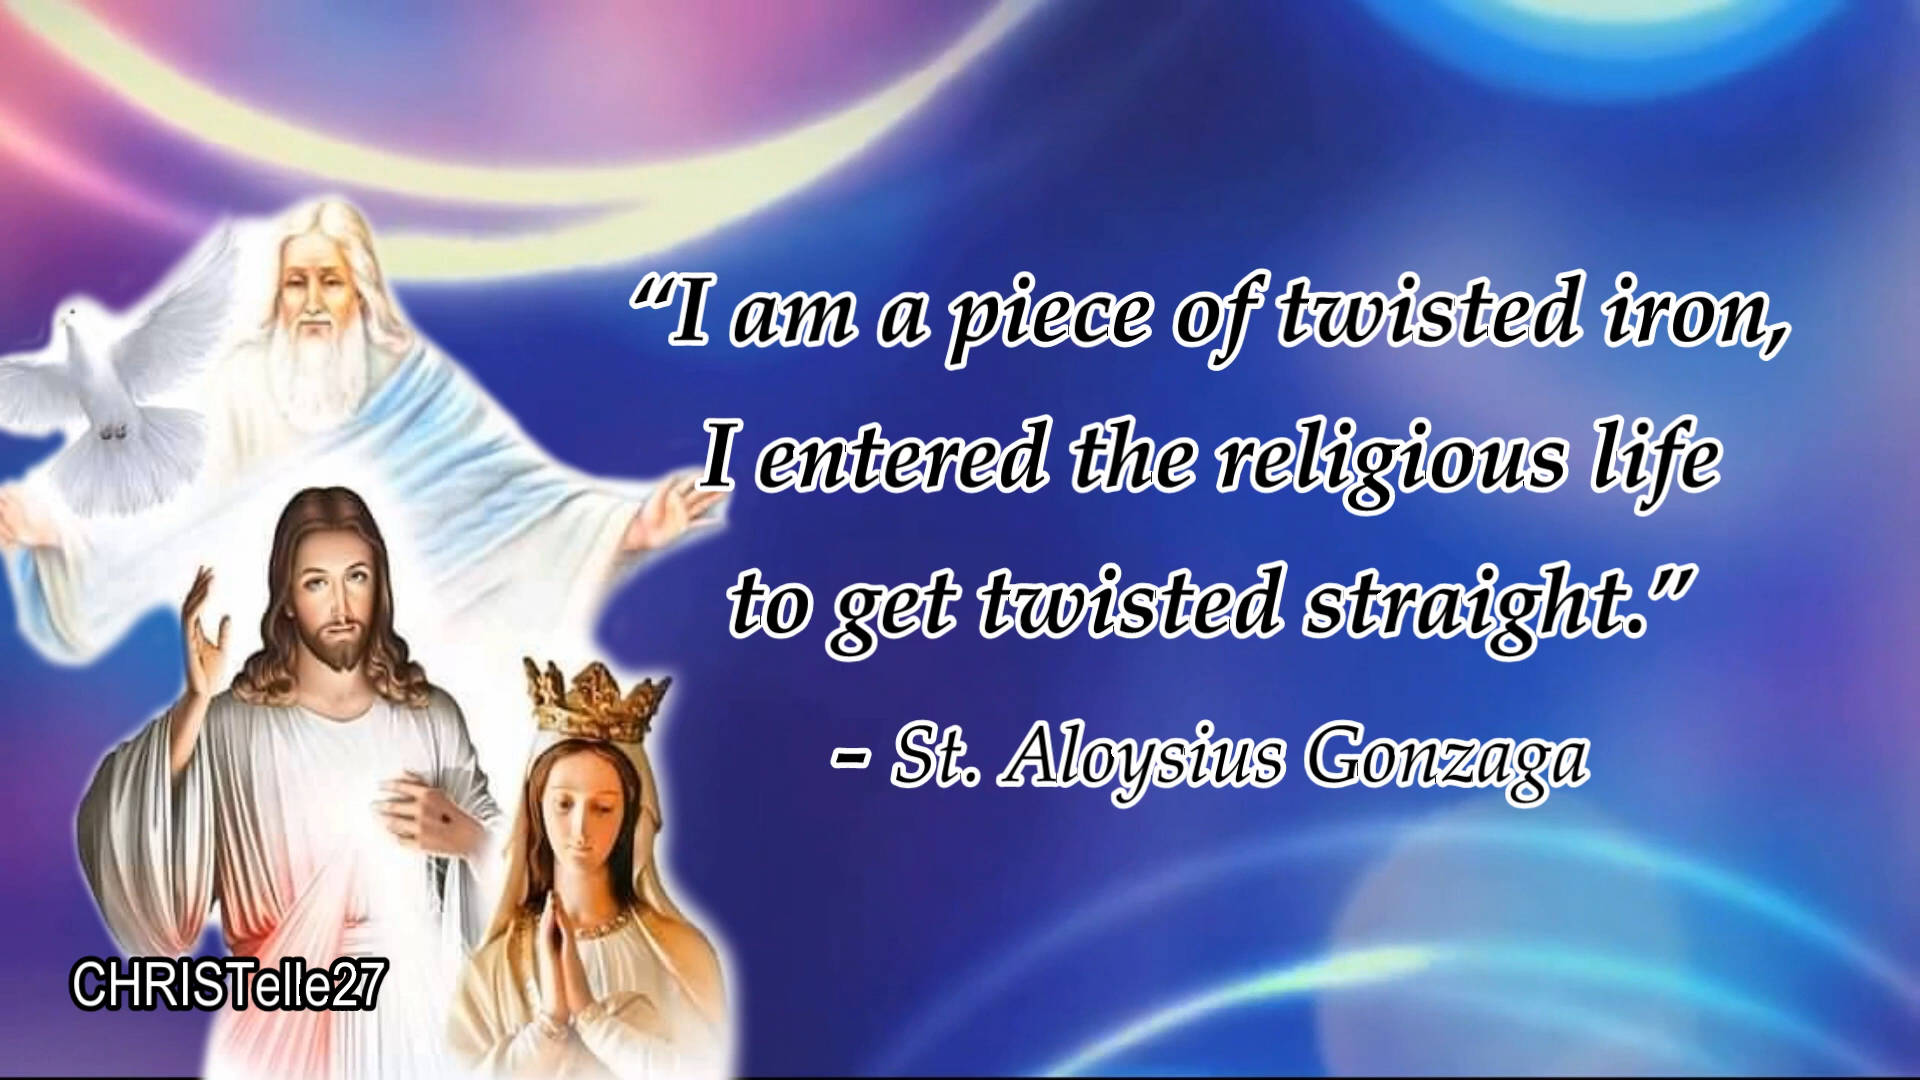 “I am a piece of twisted iron,
I entered the religious life
to get twisted straight.”
– St. Aloysius Gonzaga
CHRISTelle27